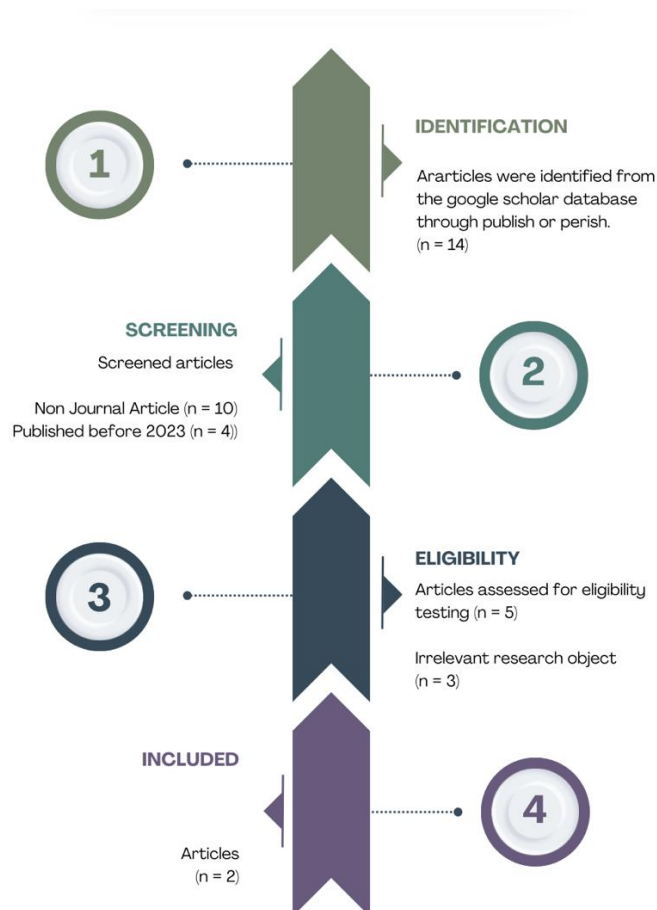 1
IDENTIFICATION
Ararticles were identified from
the google scholar database
through publish or perish.
(n = 14)
SCREENING
Screened articles
Non Journal Article (n = 10)
Published before 2023 (n = 4))
2
3
ELIGIBILITY
Articles assessed for eligibility
testing (n = 5)
Irrelevant research object
(n = 3)
INCLUDED
Articles
(n = 2)
4